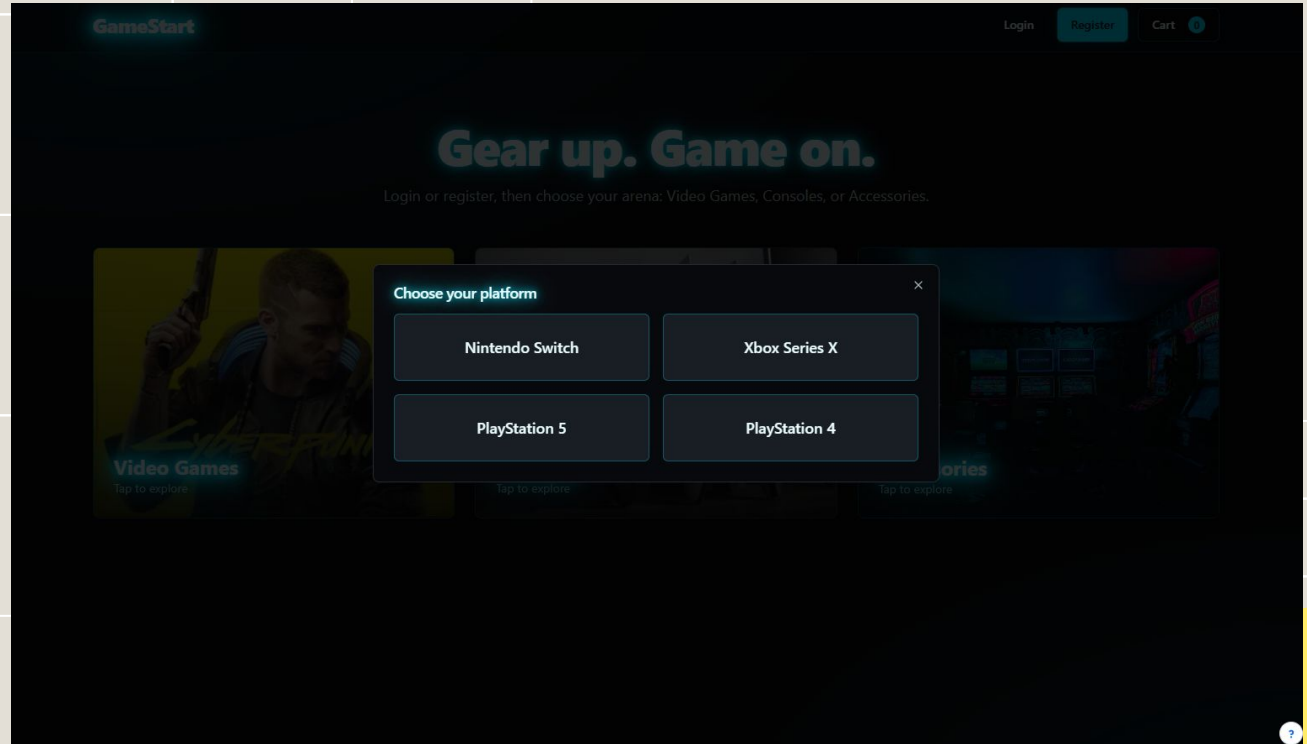 GameStart
Login
Register
Cart 0
Gear up. Game on.
Login or register, then choose your arena: Video Games, Consoles, or Accessories.
Choose your platform
×
Nintendo Switch
Xbox Series X
PlayStation 5
PlayStation 4
Video Games
Tap to explore
Tap to explore
ories
Tap to explore
?